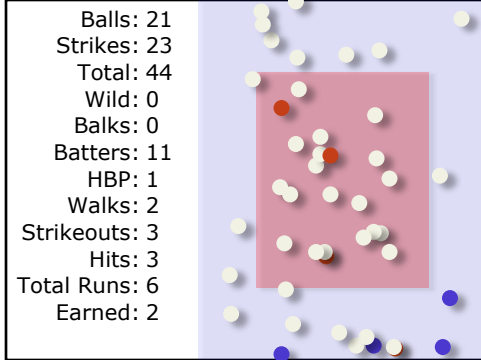 Balls: 21
Strikes: 23
Total: 44
Wild: 0
Balks: 0
Batters: 11
HBP: 1
Walks: 2
Strikeouts: 3
Hits: 3
Total Runs: 6
Earned: 2